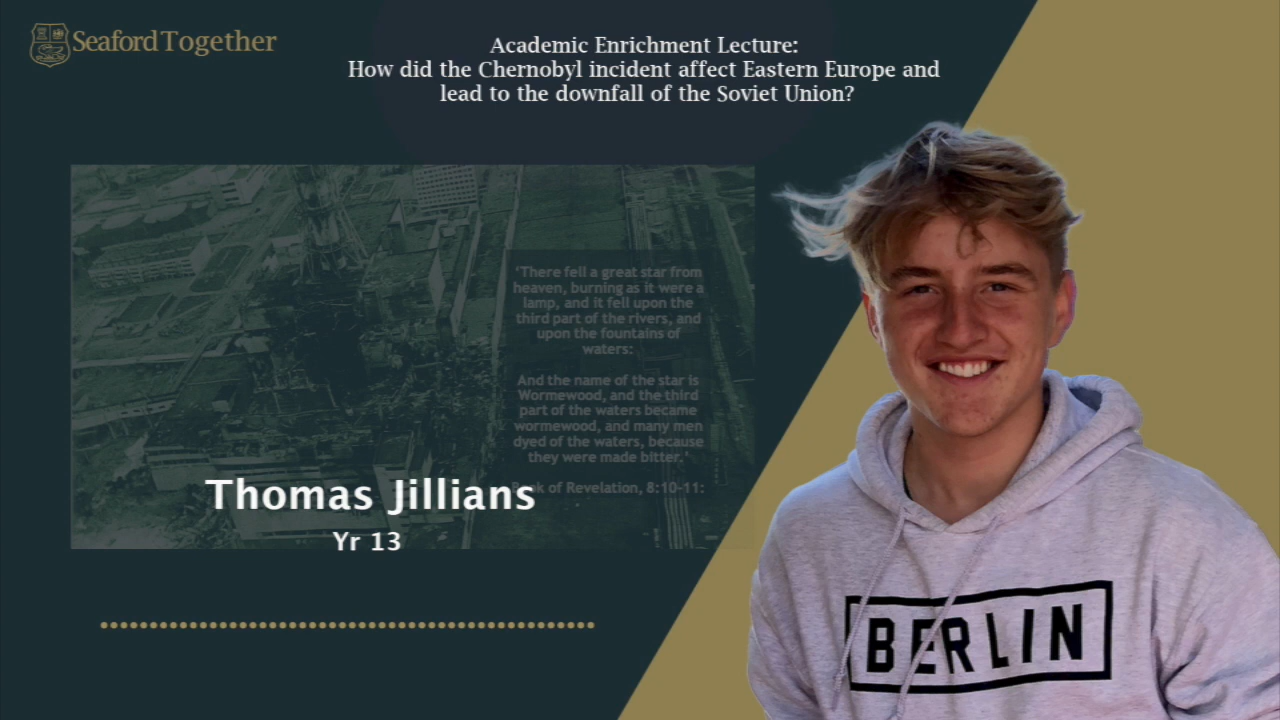 Seaford Together
Academic Enrichment Lecture:
How did the Chernobyl incident affect Eastern Europe and
lead to the downfall of the Soviet Union?
'There fell a great star from
heaven, burning as it were a
lamp, and it fell upon the
third part of the rivers, and
upon the fountains of
waters:
And the name of the star is
Wormewood, and the third
part of the waters became
wormewood, and many men
dyed of the waters, because
they were made bitter.'
of Revelation, 8:10-11:
Thomas Jillians
Yr 13
BERLIN